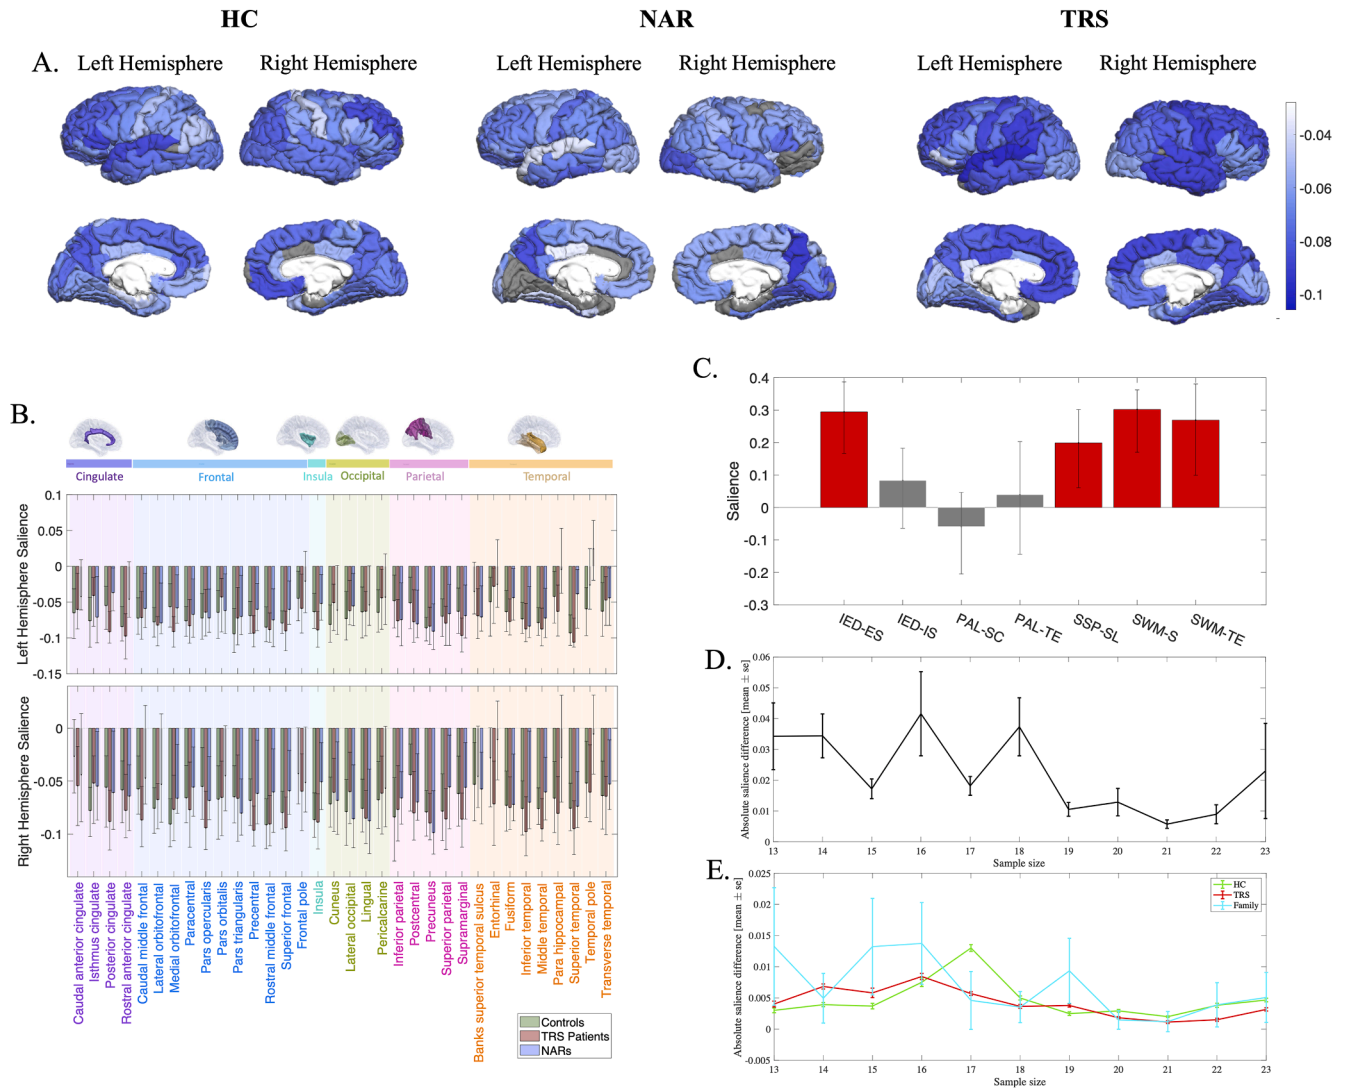 HC
NAR
TRS
A.
Left Hemisphere
Right Hemisphere
Left Hemisphere
Right Hemisphere
Left Hemisphere
Right Hemisphere
-0.04
-0.06
-0.08
-0.1
B.
Cingulate
Frontal
Insula
Occipital
Parietal
Temporal
Left Hemisphere Salience
0.1
0.05
0
-0.05
-0.1
-0.15
Right Hemisphere Salience
0
-0.05
-0.1
Caudal anterior cingulate
Isthmus cingulate
Posterior cingulate
Rostral anterior cingulate
Caudal middle frontal
Lateral orbitofrontal
Medial orbitofrontal
Paracentral
Pars opercularis
Pars orbitalis
Pars triangularis
Precentral
Rostral middle frontal
Superior frontal
Frontal pole
Insula
Cuneus
Lateral occipital
Lingual
Pericalcarine
Inferior parietal
Postcentral
Precuneus
Superior parietal
Supramarginal
Banks superior temporal sulcus
Entorhinal
Fusiform
Inferior temporal
Middle temporal
Para hippocampal
Superior temporal
Temporal pole
Transverse temporal
Controls
TRS Patients
NARs
C.
Salience
0.4
0.3
0.2
0.1
0
-0.1
-0.2
-0.3
IED-ES
IED-IS
PAL-SC
PAL-TE
SSP-SL
SWM-S
SWM-TE
D.
Absolute salience difference [mean ± se]
0.06
0.05
0.04
0.03
0.02
0.01
0
13 14 15 16 17 18 19 20 21 22 23
Sample size
E.
Absolute salience difference [mean ± se]
0.025
0.02
0.015
0.01
0.005
0
-0.005
HC
TRS
Family
13 14 15 16 17 18 19 20 21 22 23
Sample size